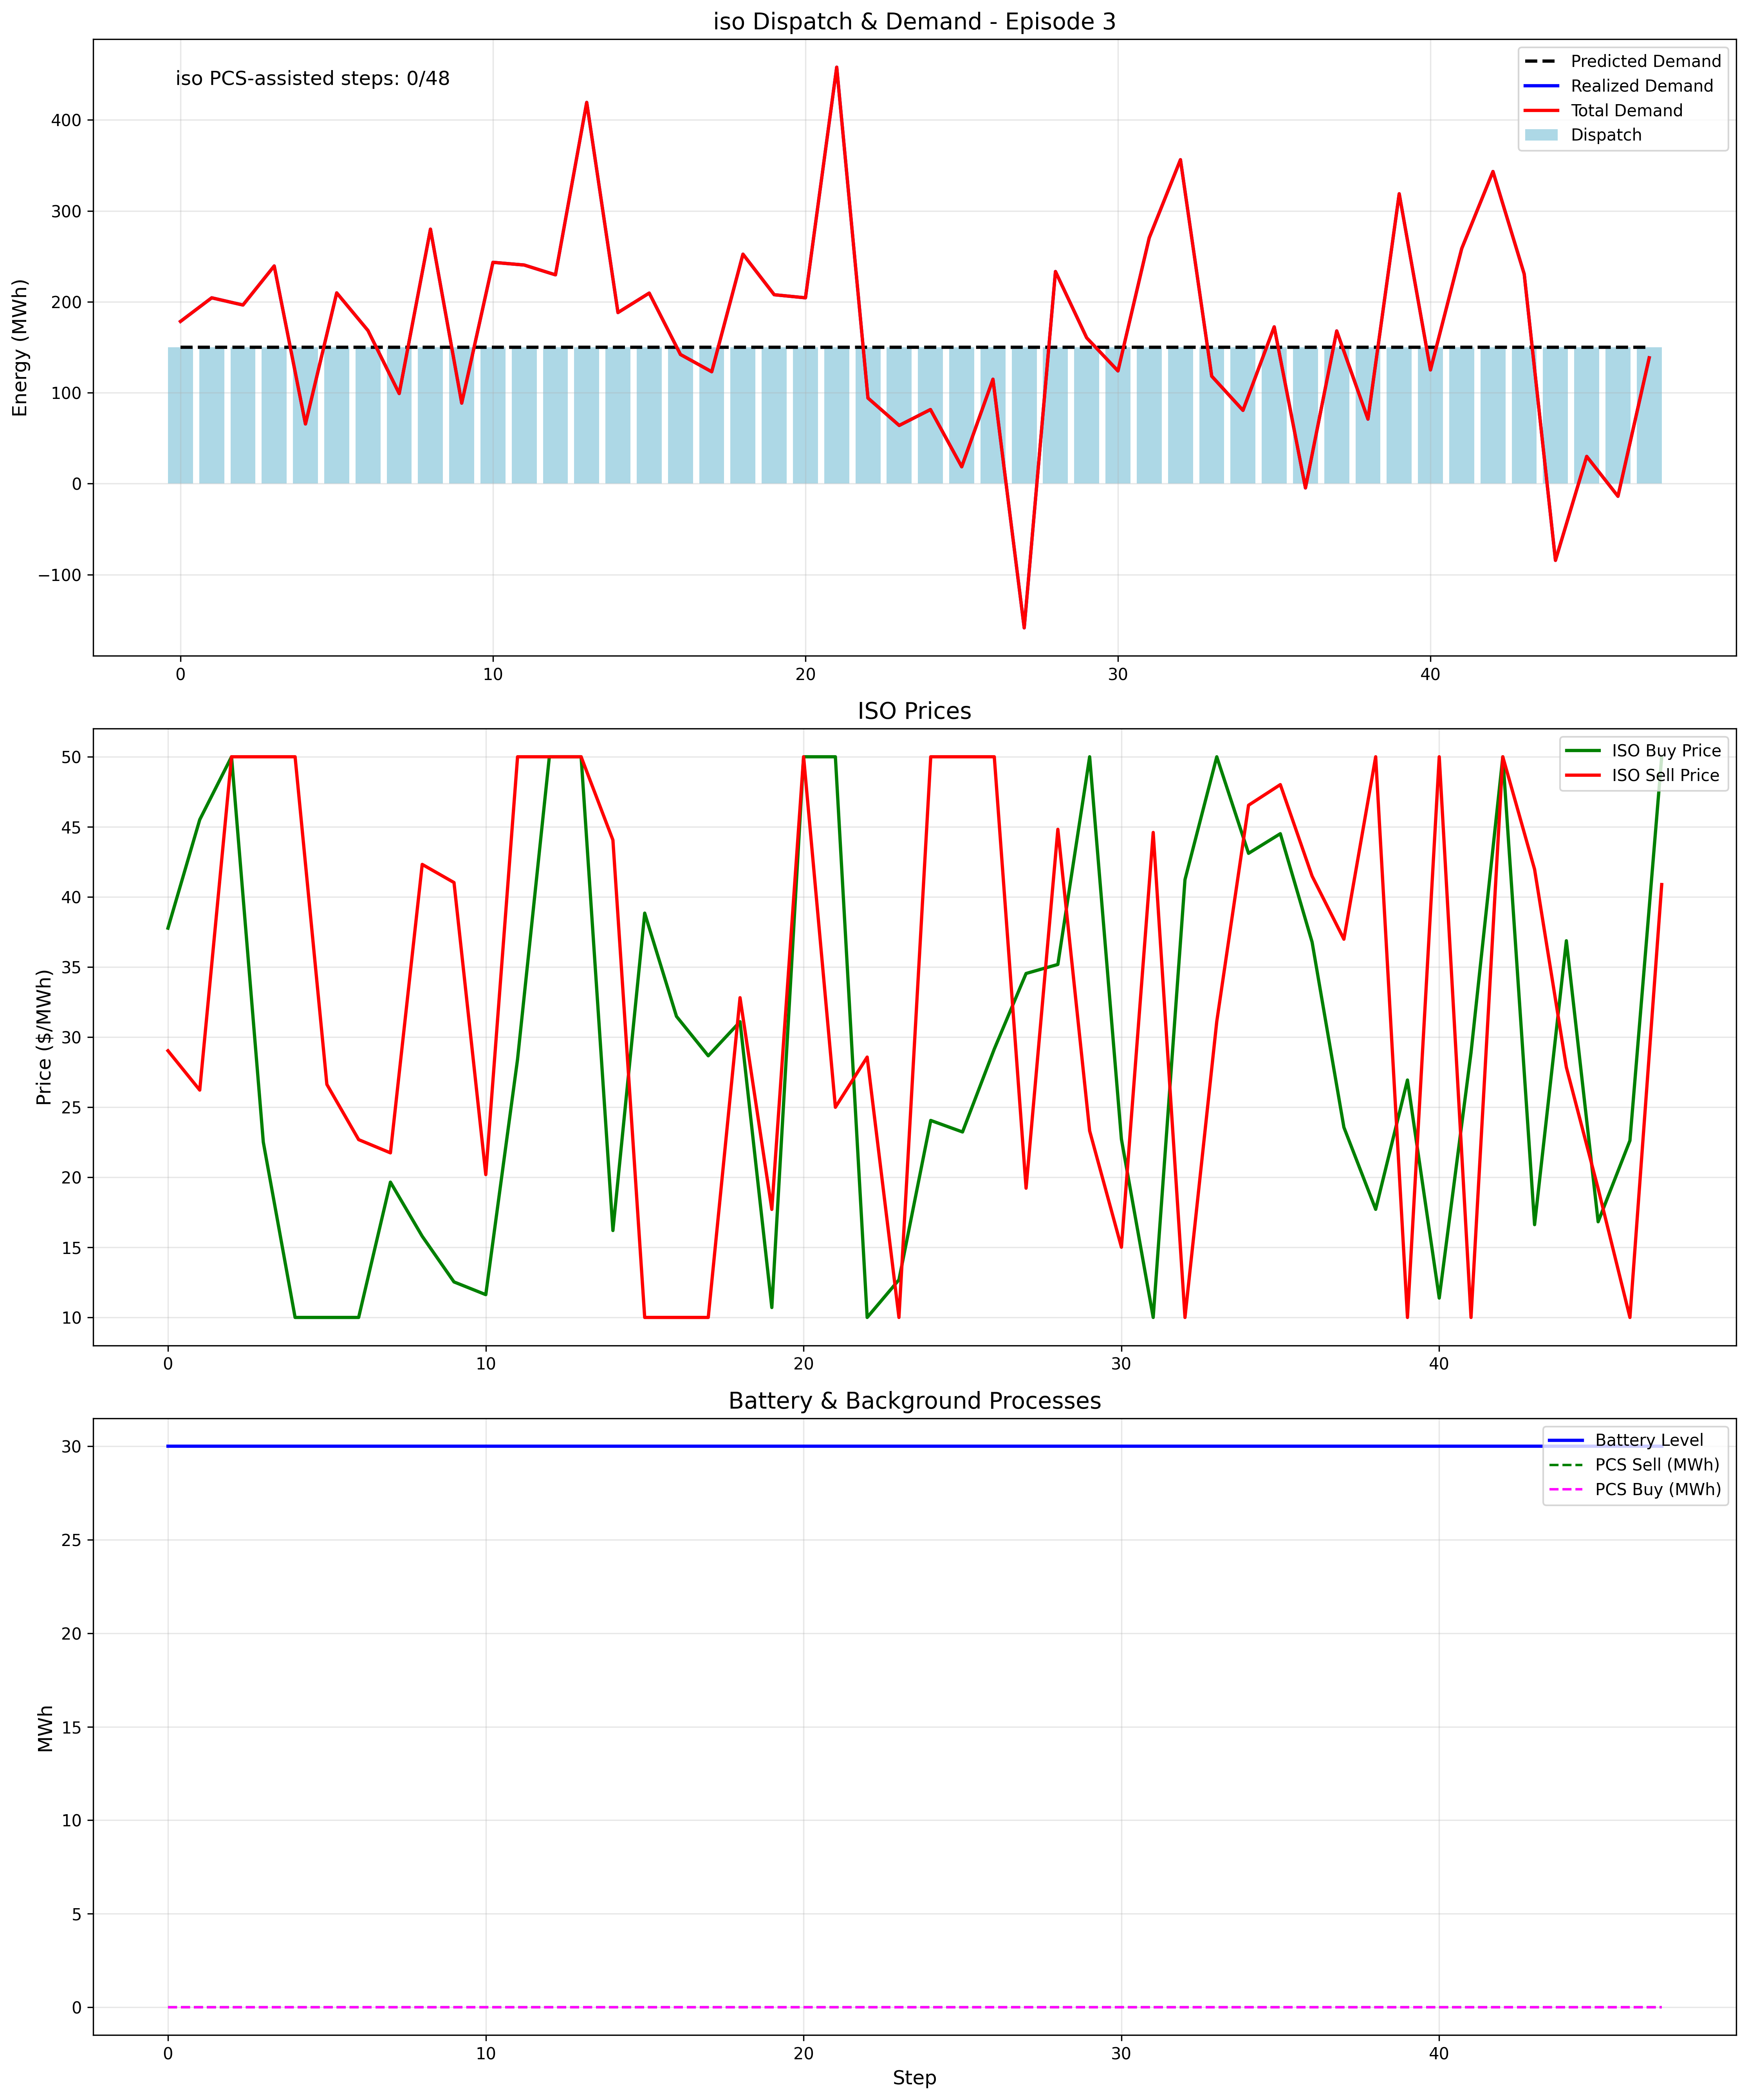 iso Dispatch & Demand - Episode 3
iso PCS-assisted steps: 0/48
Predicted Demand
Realized Demand
Total Demand
Dispatch
Energy (MWh)
400
300
200
100
0
−100
0 10 20 30 40
ISO Prices
ISO Buy Price
ISO Sell Price
Price ($/MWh)
50
45
40
35
30
25
20
15
10
0 10 20 30 40
Battery & Background Processes
Battery Level
PCS Sell (MWh)
PCS Buy (MWh)
MWh
30
25
20
15
10
5
0
0 10 20 30 40
Step